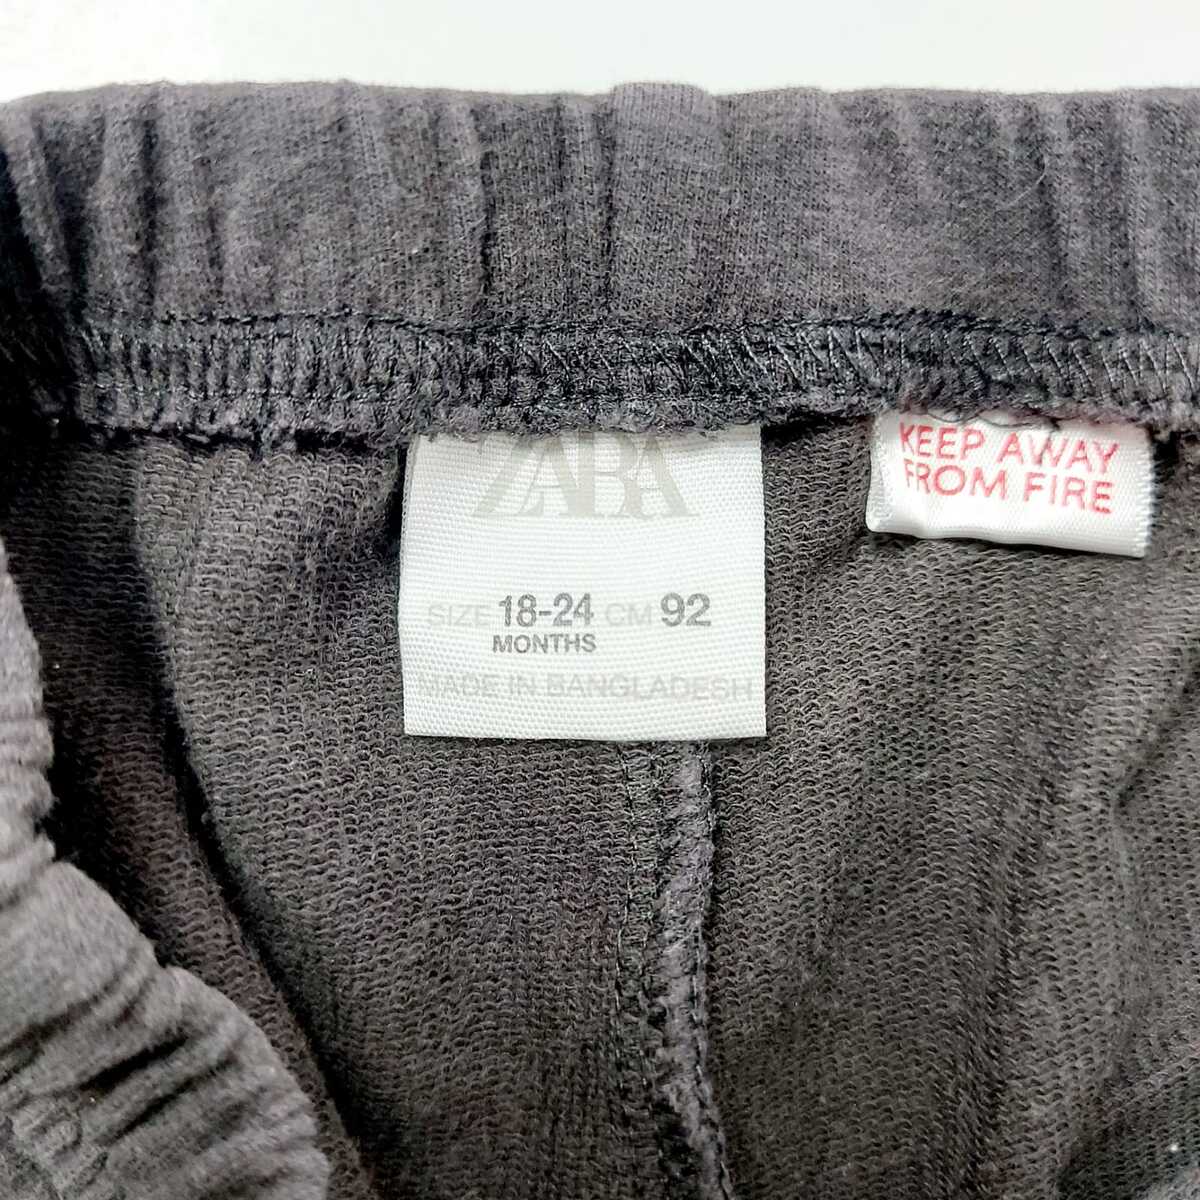 ZARA
SIZE 18-24 CM 92
MONTHS
MADE IN BANGLADESH
KEEP AWAY
FROM FIRE